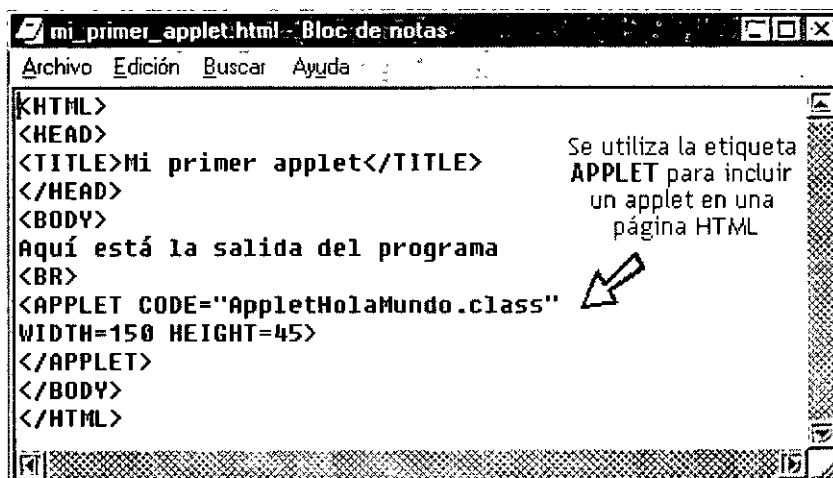 mi_primer_applet.html - Bloc de notas
Archivo Edición Buscar Ayuda
<HTML>
<HEAD>
<TITLE>Mi primer applet</TITLE>
</HEAD>
<BODY>
Aquí está la salida del programa
<BR>
<APPLET CODE="AppletHolaMundo.class"
WIDTH=150 HEIGHT=45>
</APPLET>
</BODY>
</HTML>
Se utiliza la etiqueta
APPLET para incluir
un applet en una
página HTML